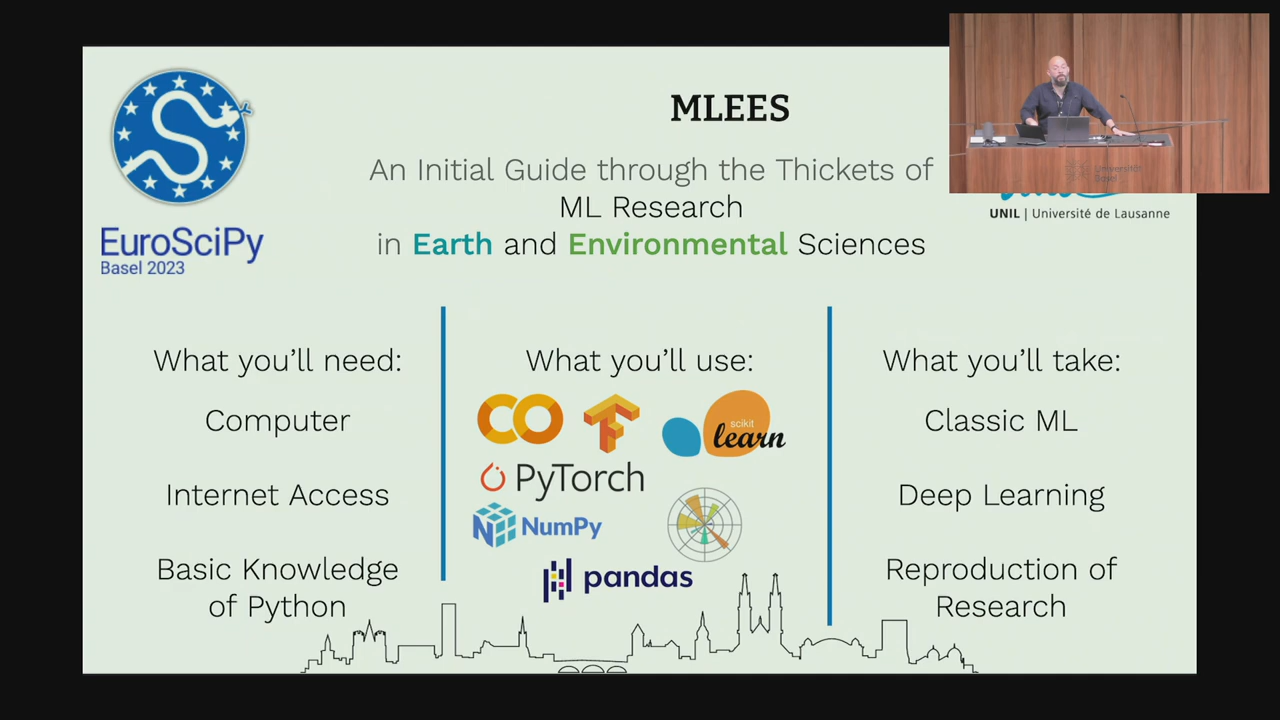 MLEES
An Initial Guide through the Thickets of
ML Research
in Earth and Environmental Sciences
EuroSciPy
Basel 2023
UNIL | Université de Lausanne
Universität
Basel
What you'll need:
Computer
Internet Access
Basic Knowledge
of Python
What you'll use:
scikit
learn
PyTorch
NumPy
pandas
What you'll take:
Classic ML
Deep Learning
Reproduction of
Research